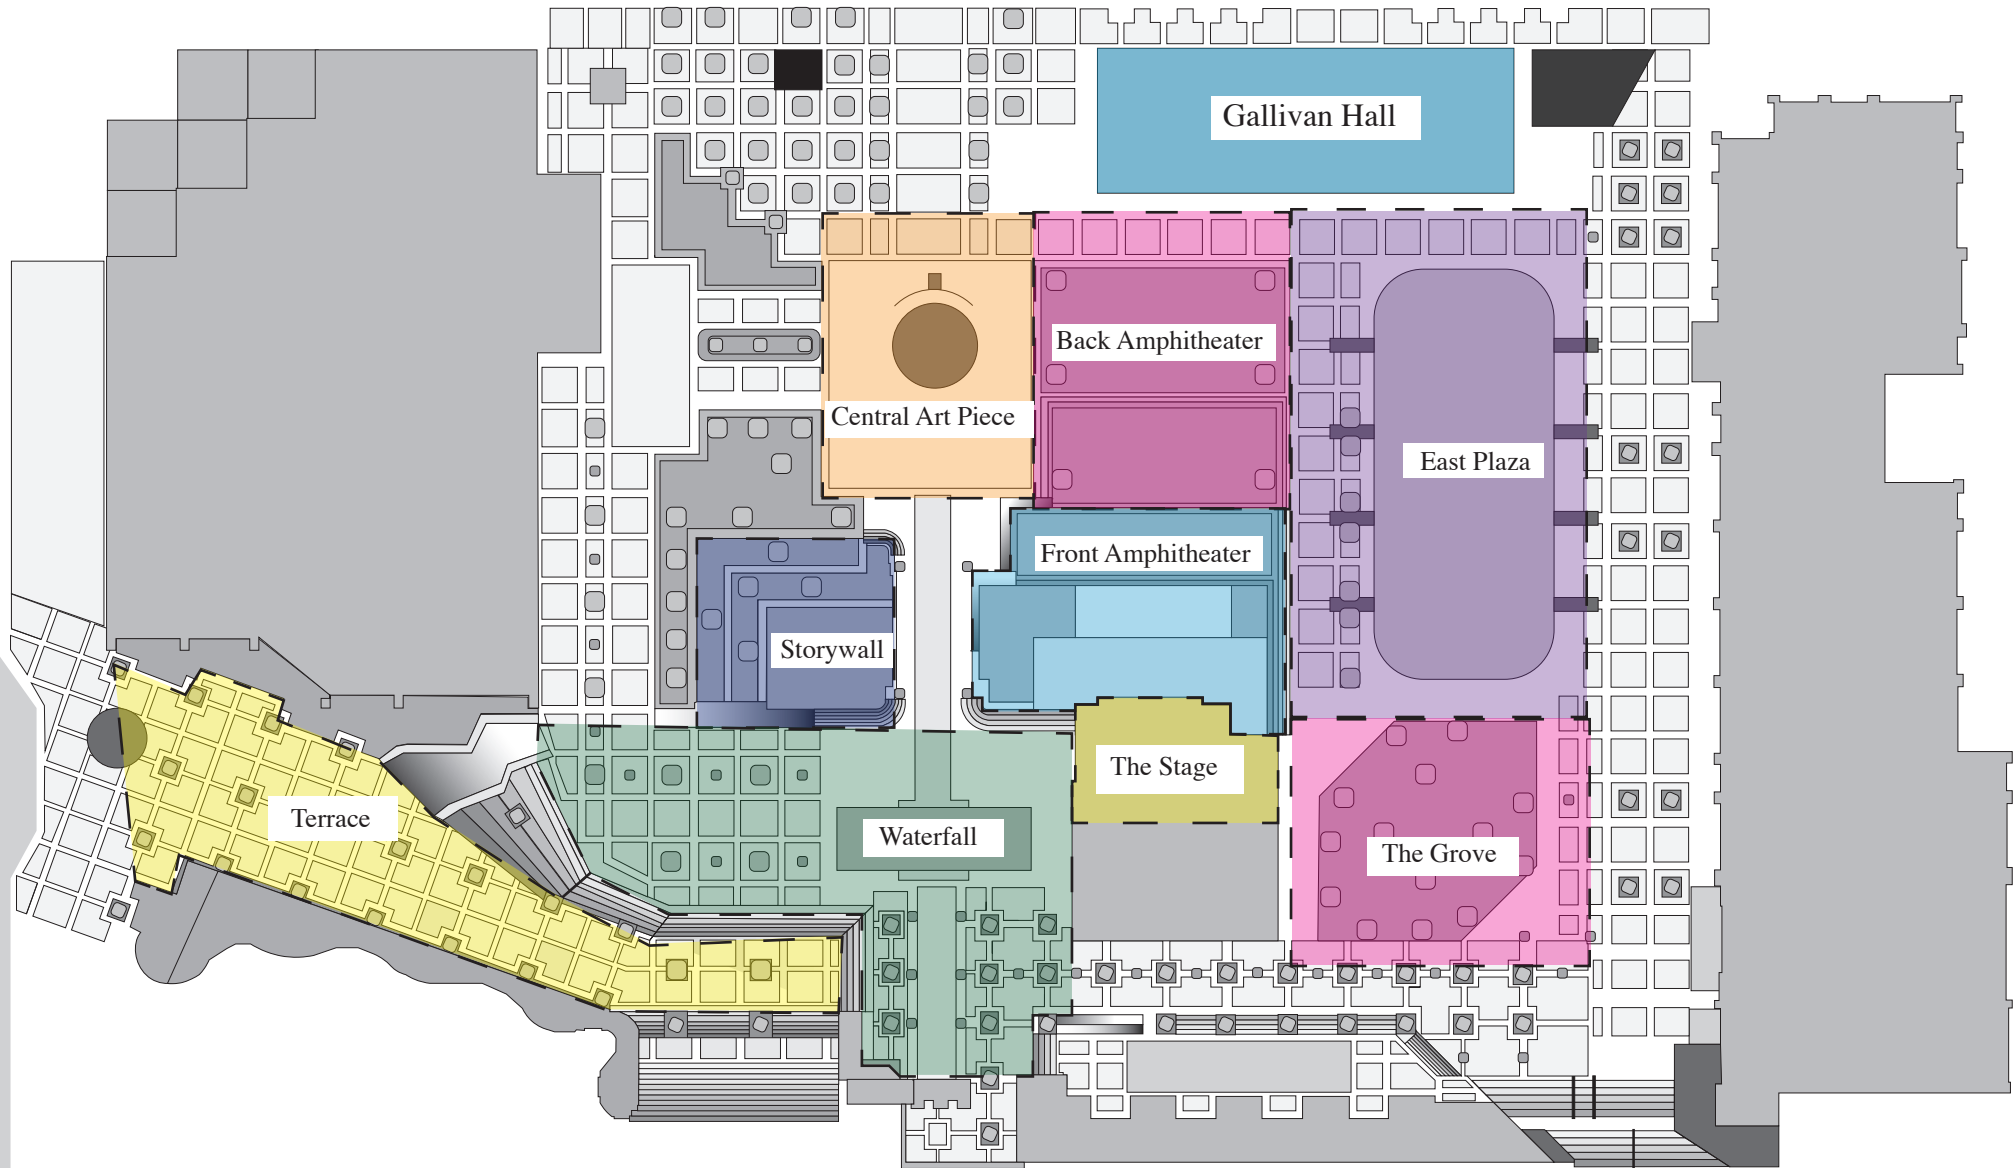 Gallivan Hall
Back Amphitheater
Central Art Piece
East Plaza
Front Amphitheater
Storywall
The Stage
Terrace
Waterfall
The Grove